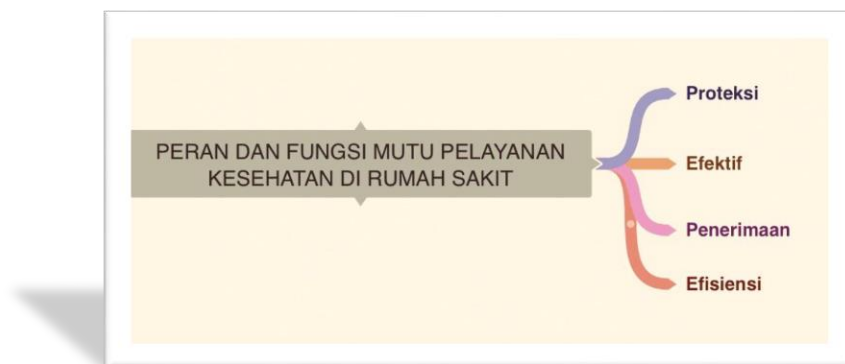 PERAN DAN FUNGSI MUTU PELAYANAN
KESEHATAN DI RUMAH SAKIT
Proteksi
Efektif
Penerimaan
Efisiensi